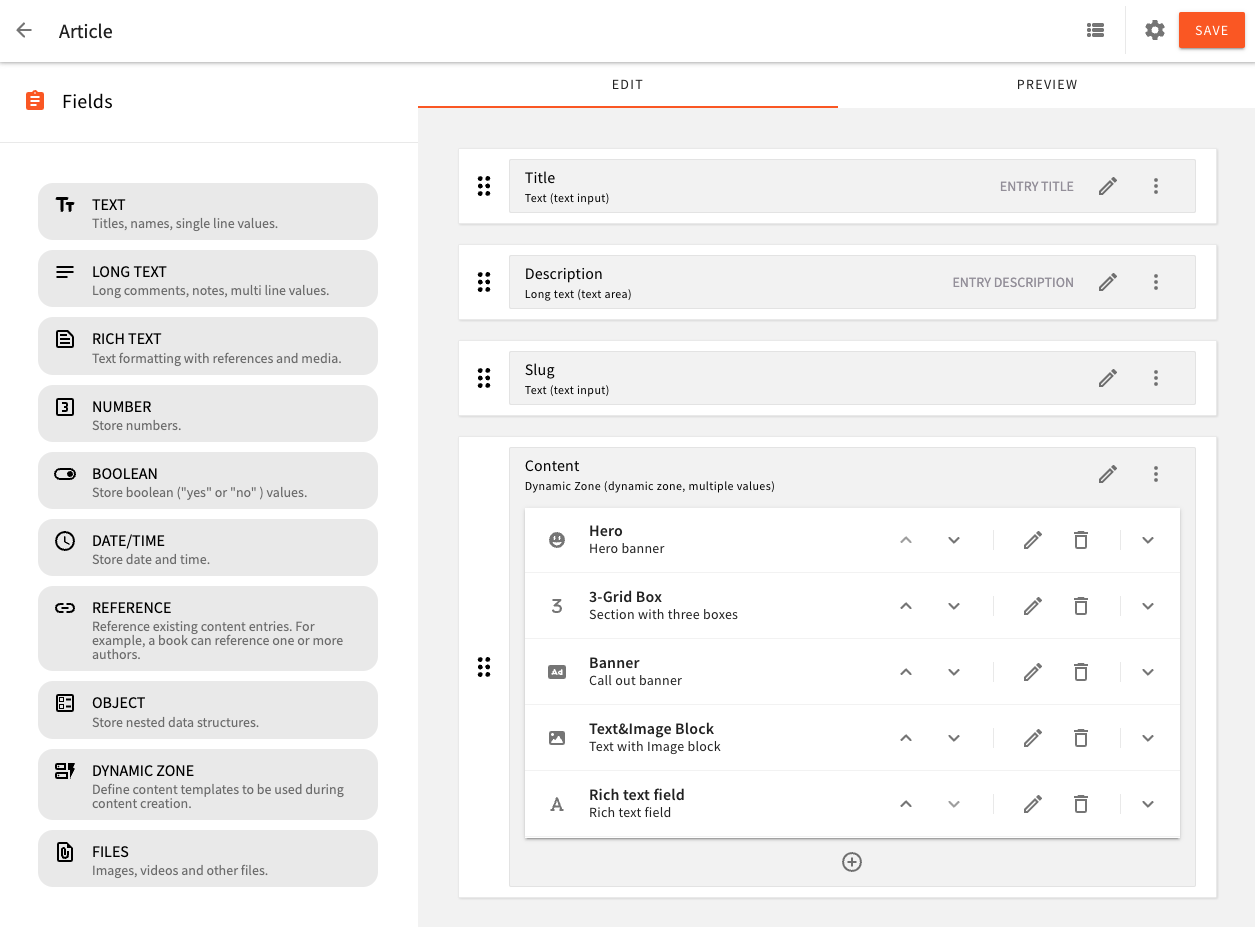 Article
SAVE
Fields
EDIT
PREVIEW
TEXT
Titles, names, single line values.
LONG TEXT
Long comments, notes, multi line values.
RICH TEXT
Text formatting with references and media.
NUMBER
Store numbers.
BOOLEAN
Store boolean ("yes" or "no" ) values.
DATE/TIME
Store date and time.
REFERENCE
Reference existing content entries. For
example, a book can reference one or more
authors.
OBJECT
Store nested data structures.
DYNAMIC ZONE
Define content templates to be used during
content creation.
FILES
Images, videos and other files.
Title
Text (text input)
ENTRY TITLE
Description
Long text (text area)
ENTRY DESCRIPTION
Slug
Text (text input)
Content
Dynamic Zone (dynamic zone, multiple values)
Hero
Hero banner
3
3-Grid Box
Section with three boxes
Ad
Banner
Call out banner
Text&Image Block
Text with Image block
A
Rich text field
Rich text field